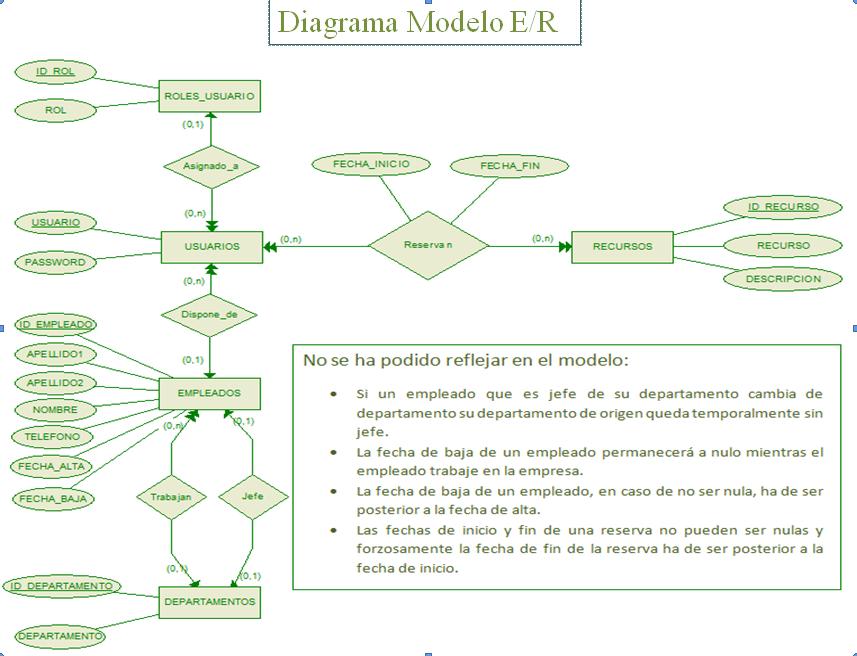 Diagrama Modelo E/R
ID_ROL
ROL
ROLES_USUARIO
(0,1)
Asignado_a
(0,n)
FECHA_INICIO
FECHA_FIN
USUARIO
PASSWORD
USUARIOS
(0,n)
Reservan
(0,n)
RECURSOS
ID_RECURSO
RECURSO
DESCRIPCION
(0,n)
Dispone_de
(0,1)
ID_EMPLEADO
APELLIDO1
APELLIDO2
NOMBRE
TELEFONO
FECHA_ALTA
FECHA_BAJA
EMPLEADOS
(0,n)
(0,1)
Trabajan
Jefe
(0,1)
(0,1)
ID_DEPARTAMENTO
DEPARTAMENTO
DEPARTAMENTOS
No se ha podido reflejar en el modelo:
• Si un empleado que es jefe de su departamento cambia de
departamento su departamento de origen queda temporalmente sin
jefe.
• La fecha de baja de un empleado permanecerá a nulo mientras el
empleado trabaje en la empresa.
• La fecha de baja de un empleado, en caso de no ser nula, ha de ser
posterior a la fecha de alta.
• Las fechas de inicio y fin de una reserva no pueden ser nulas y
forzosamente la fecha de fin de la reserva ha de ser posterior a la
fecha de inicio.